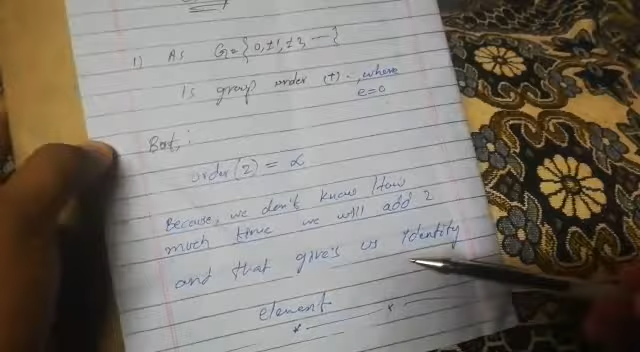 1) As G = {0, ±1, ±2, ---}
is group under (+) ., where
e=0
But, :
order(2) = ∝
Because, we don't know How
much time we will add 2
and that gives us identity
element